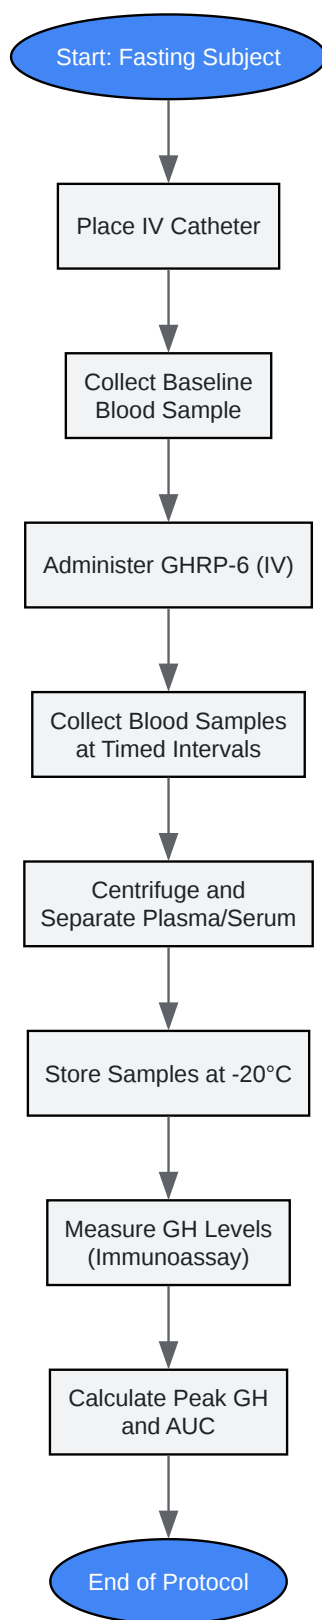 Start: Fasting Subject
Place IV Catheter
Collect Baseline
Blood Sample
Administer GHRP-6 (IV)
Collect Blood Samples
at Timed Intervals
Centrifuge and
Separate Plasma/Serum
Store Samples at -20°C
Measure GH Levels
(Immunoassay)
Calculate Peak GH
and AUC
End of Protocol